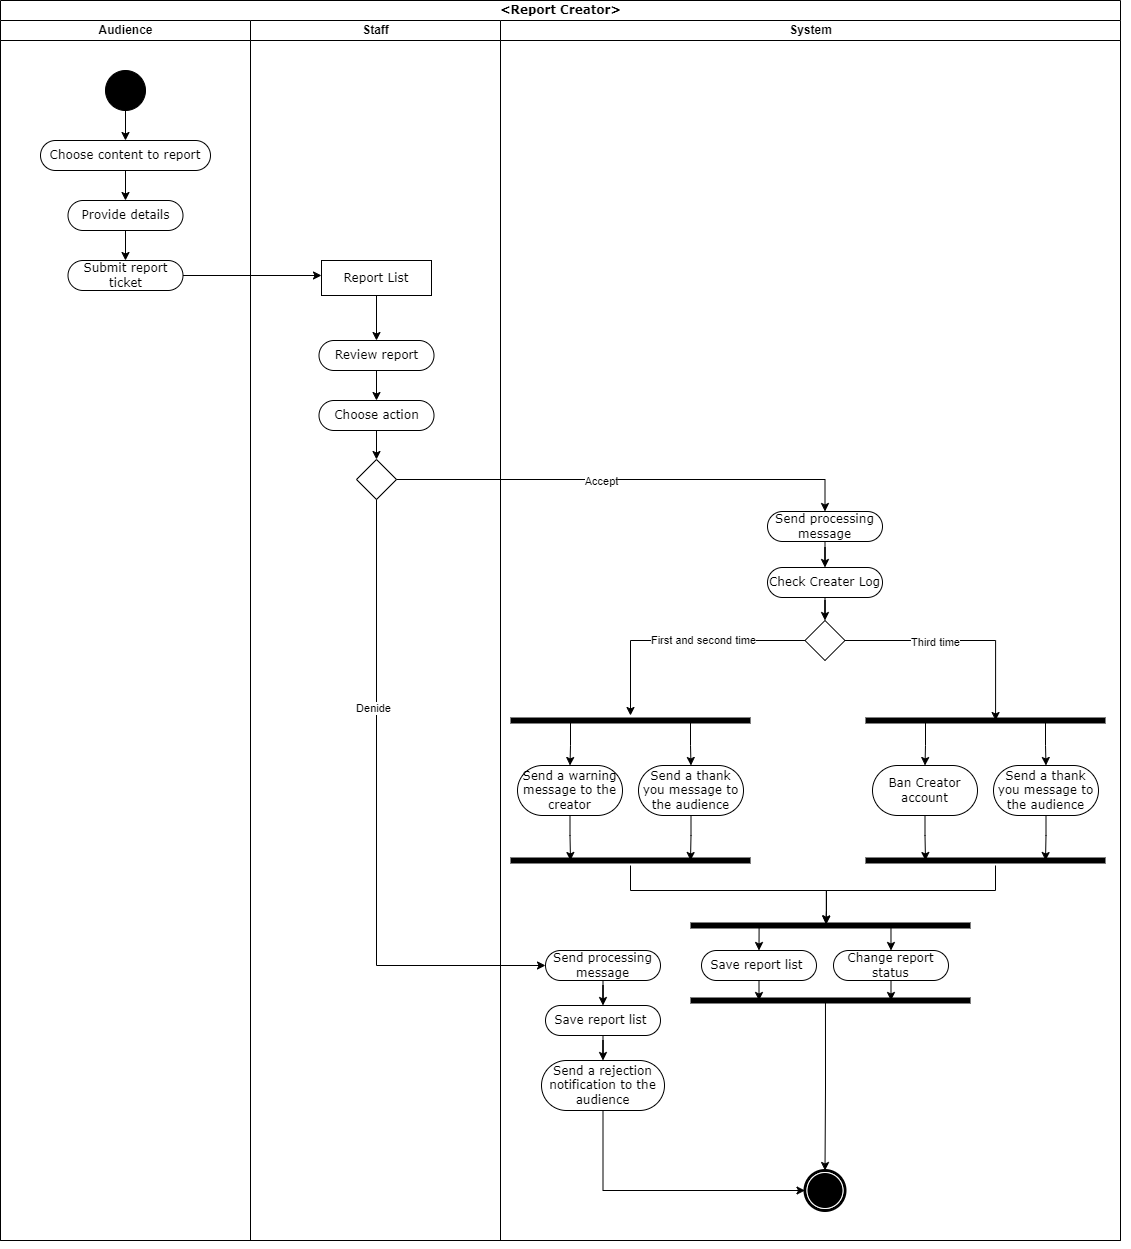 <Report Creator>
Audience
Staff
System
Choose content to report
Provide details
Submit report
ticket
Report List
Review report
Choose action
Accept
Send processing
message
Check Creater Log
First and second time
Third time
Denide
Send a warning
message to the
creator
Send a thank
you message to
the audience
Ban Creator
account
Send a thank
you message to
the audience
Send processing
message
Save report list
Change report
status
Save report list
Send a rejection
notification to the
audience